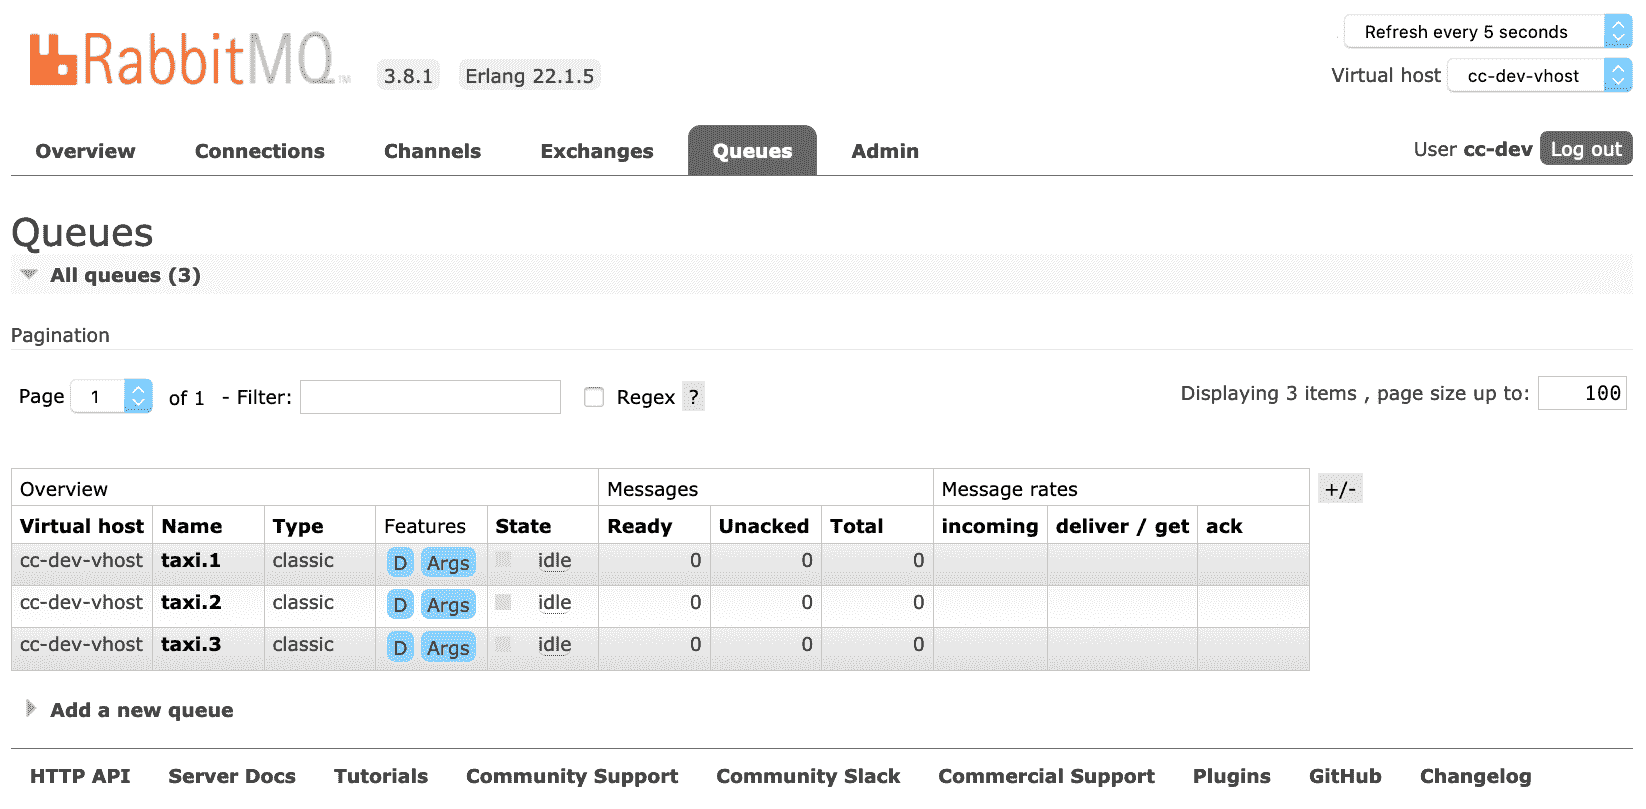 RabbitMQ TM 3.8.1 Erlang 22.1.5
Refresh every 5 seconds
Virtual host cc-dev-vhost
Overview Connections Channels Exchanges Queues Admin
User cc-dev Log out
Queues
All queues (3)
Pagination
Page 1 of 1 - Filter: Regex ?
Displaying 3 items , page size up to: 100
Overview Messages Message rates +/-
Virtual host Name Type Features State Ready Unacked Total incoming deliver / get ack
cc-dev-vhost taxi.1 classic D Args idle 0 0 0
cc-dev-vhost taxi.2 classic D Args idle 0 0 0
cc-dev-vhost taxi.3 classic D Args idle 0 0 0
Add a new queue
HTTP API Server Docs Tutorials Community Support Community Slack Commercial Support Plugins GitHub Changelog